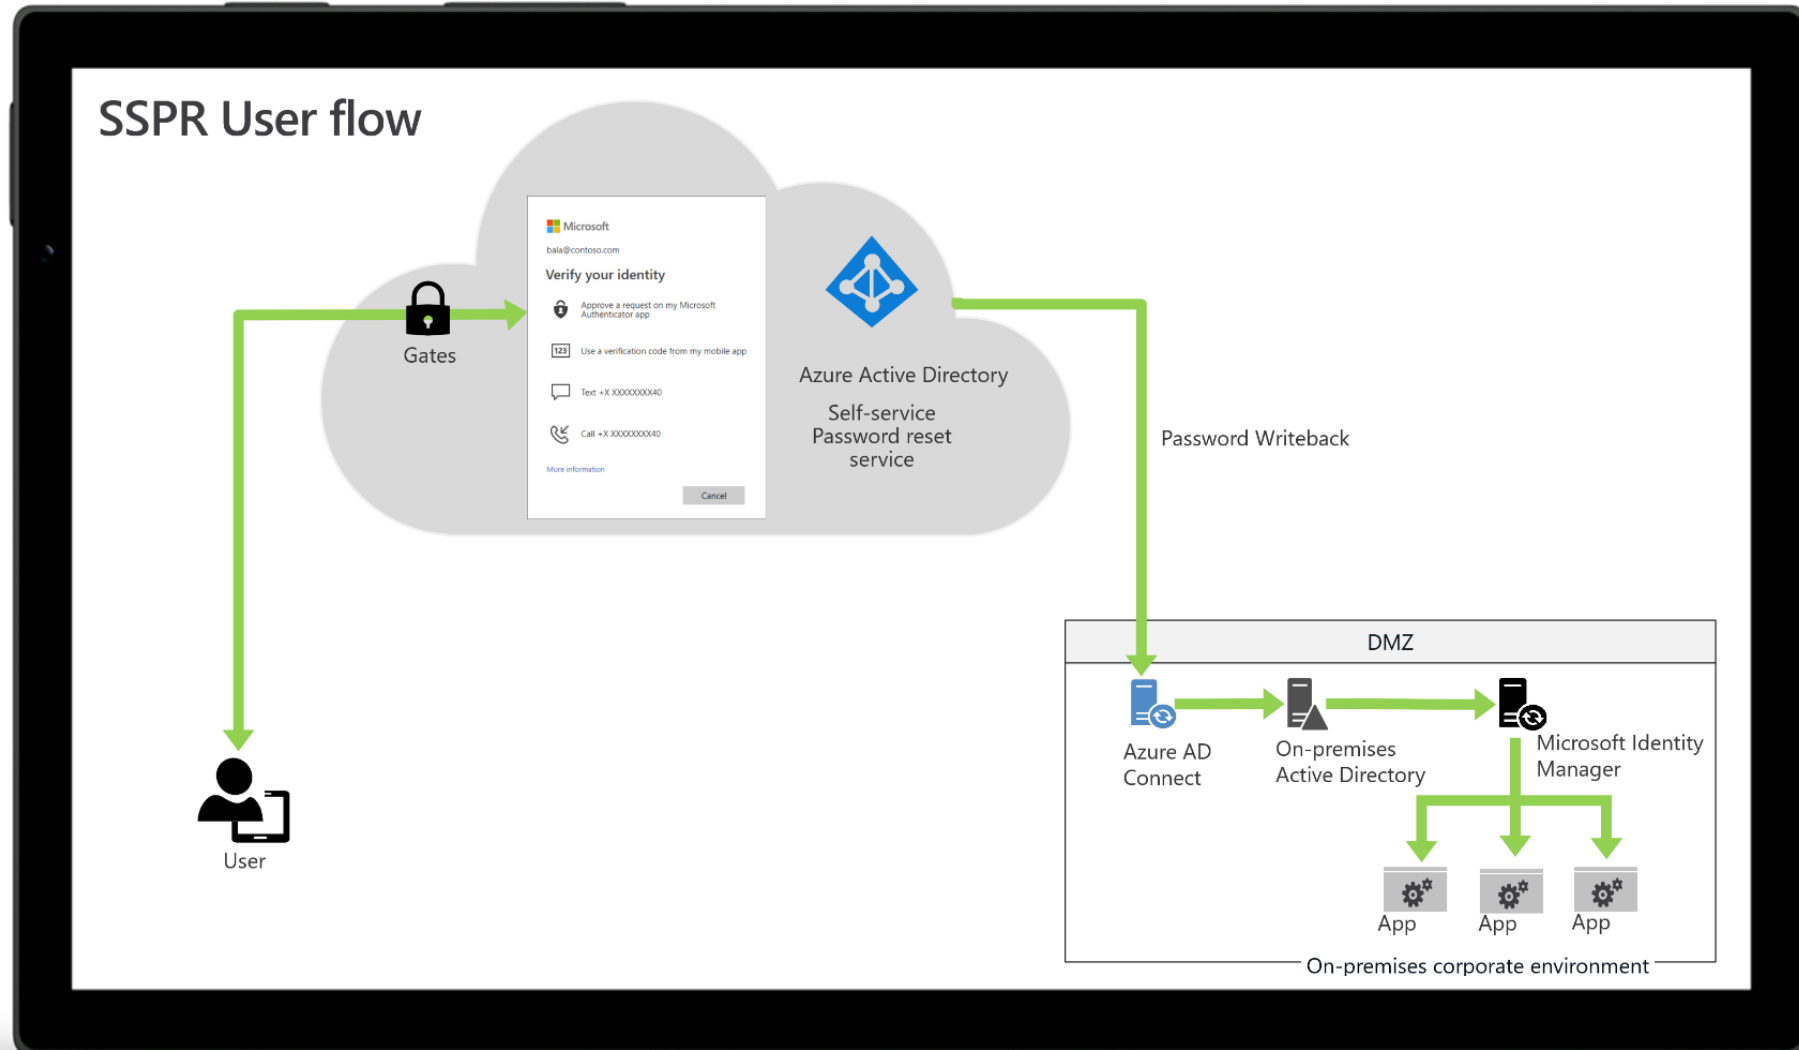 SSPR User flow
Microsoft
bala@contoso.com
Verify your identity
Approve a request on my Microsoft
Authenticator app
123
Use a verification code from my mobile app
Text +X XXXXXXXX40
Call +X XXXXXXXX40
More information
Cancel
Gates
Azure Active Directory
Self-service
Password reset
service
Password Writeback
User
DMZ
Azure AD
Connect
On-premises
Active Directory
Microsoft Identity
Manager
App
App
App
On-premises corporate environment